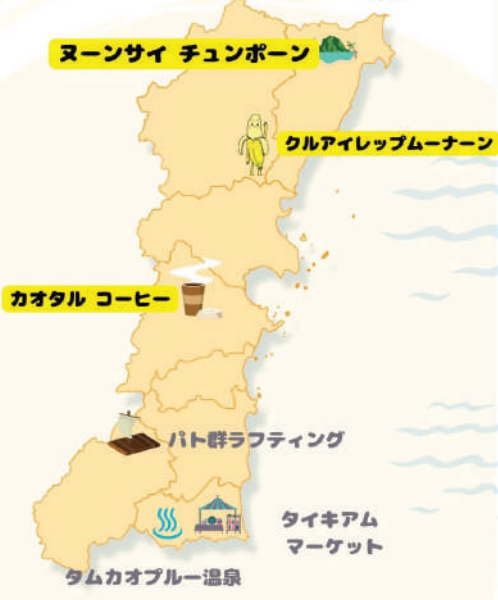 ヌーンサイ チュンポーン
クルアイレップムーナーン
カオタル コーヒー
パト群ラフティング
タイキアム
マーケット
タムカオプルー温泉